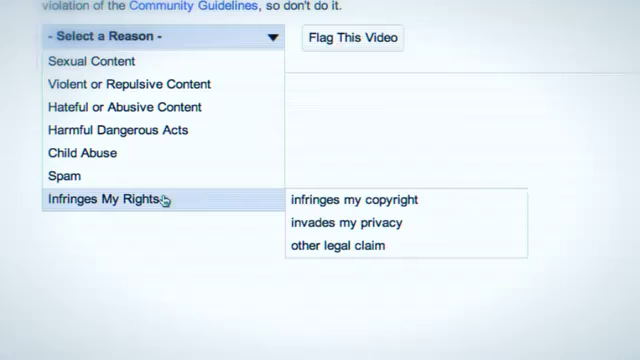 violation of the Community Guidelines, so don't do it.
- Select a Reason -
Flag This Video
Sexual Content
Violent or Repulsive Content
Hateful or Abusive Content
Harmful Dangerous Acts
Child Abuse
Spam
Infringes My Rights
infringes my copyright
invades my privacy
other legal claim